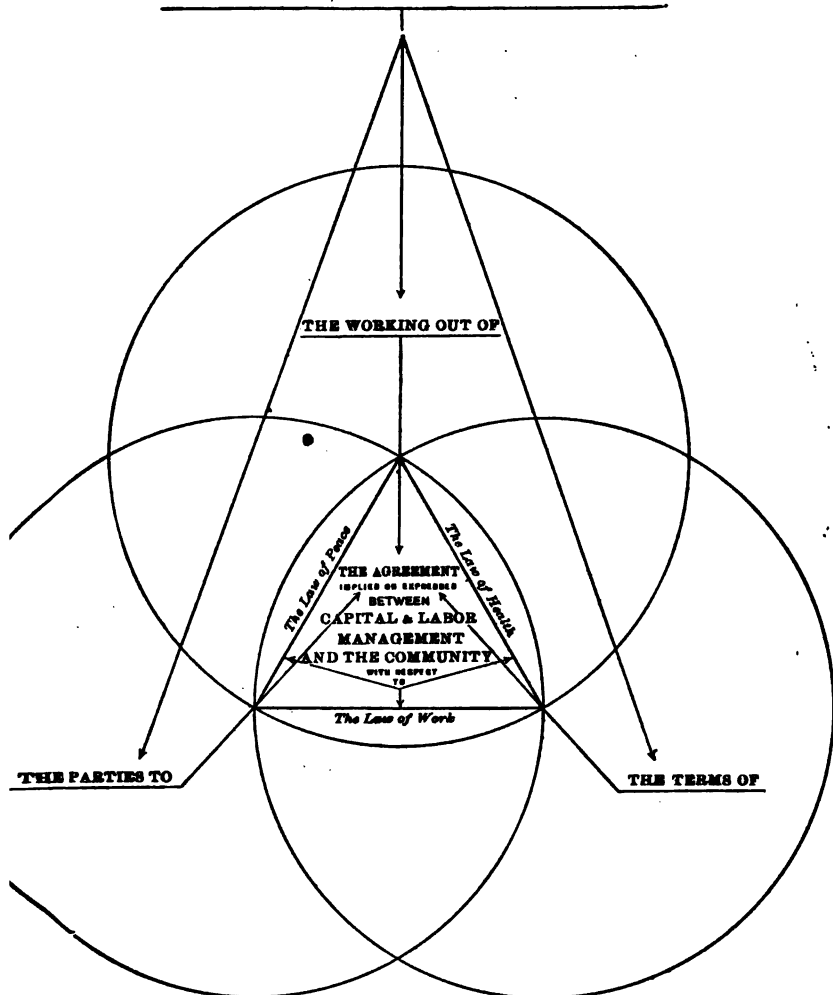 THE WORKING OUT OF
The Law of Peace
The Law of Health
THE AGREEMENT
IMPLIED OR EXPRESSED
BETWEEN
CAPITAL & LABOR
MANAGEMENT
AND THE COMMUNITY
WITH RESPECT
TO
The Law of Work
THE PARTIES TO
THE TERMS OF